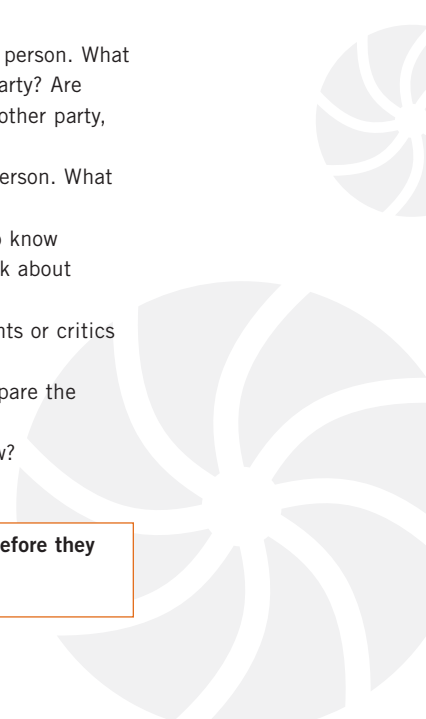 person. What
arty? Are
other party,
erson. What
know
k about
nts or critics
pare the
w?
efore they